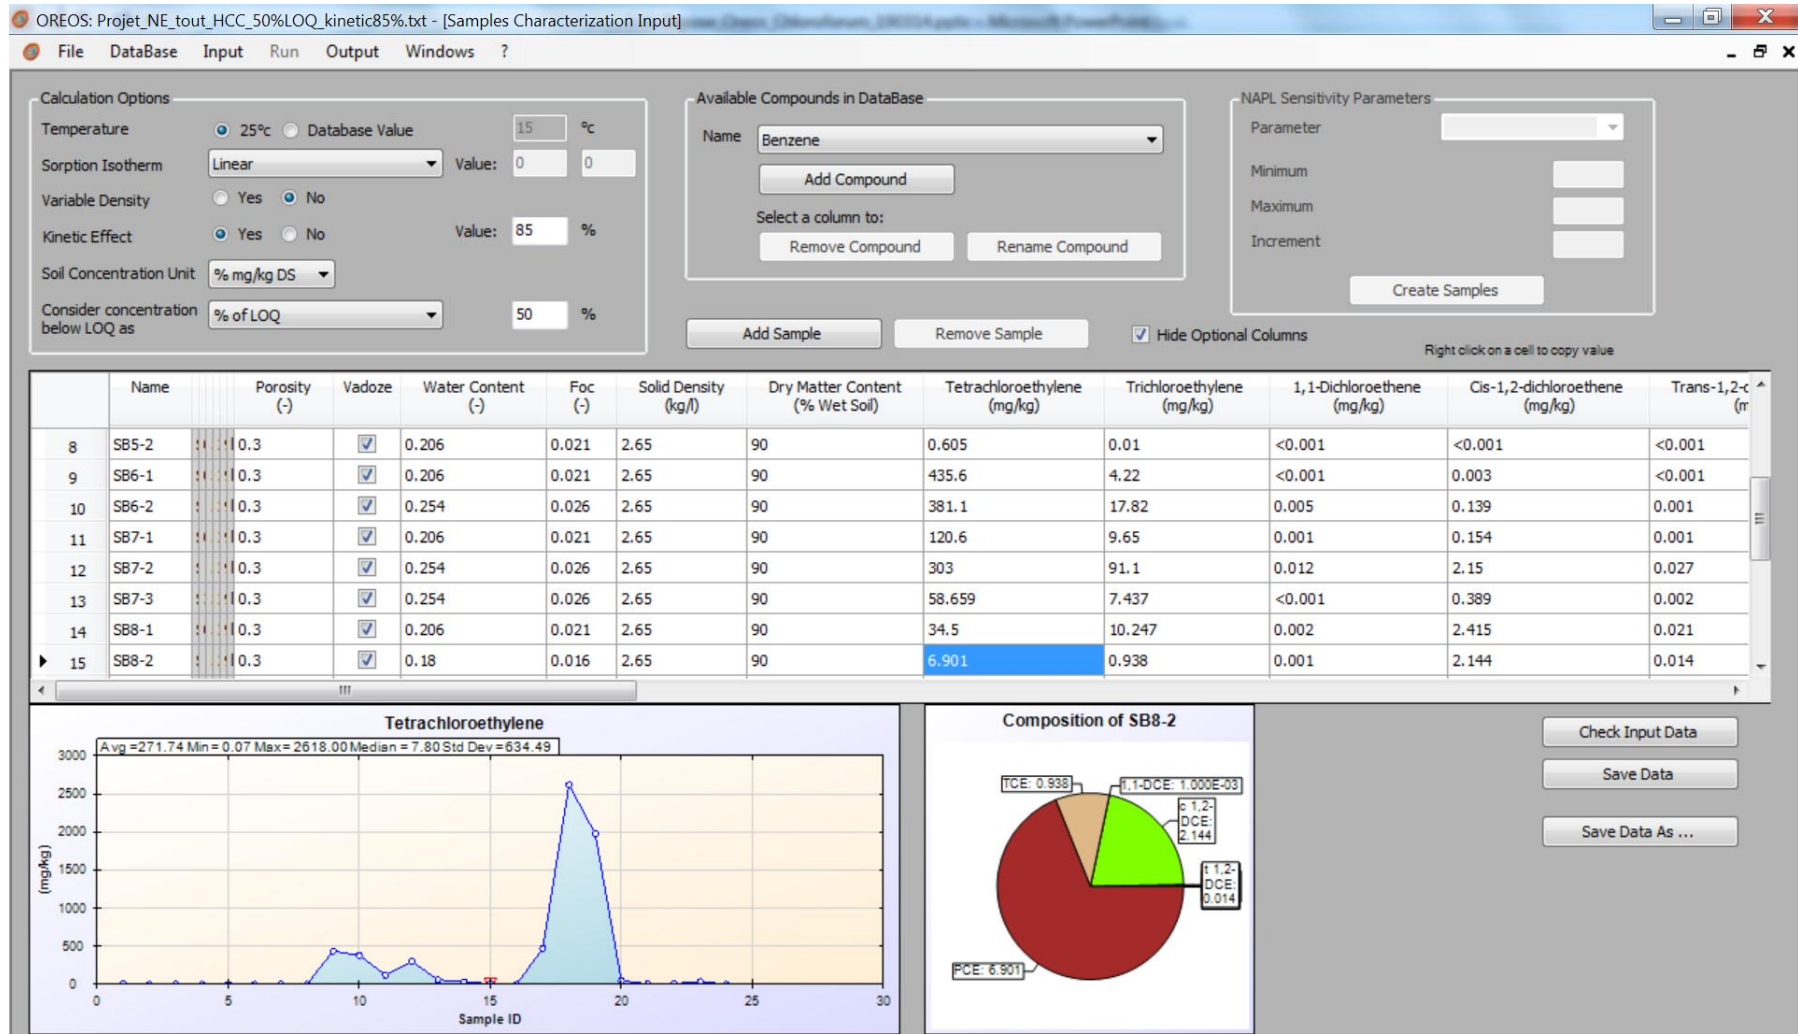 OREOS: Projet_NE_tout_HCC_50%LOQ_kinetic85%.txt - [Samples Characterization Input]
File DataBase Input Run Output Windows ?
Calculation Options
Temperature 25°c Database Value 15 °c
Sorption Isotherm Linear Value: 0 0
Variable Density Yes No
Kinetic Effect Yes No Value: 85 %
Soil Concentration Unit % mg/kg DS
Consider concentration below LOQ as % of LOQ 50 %
Available Compounds in DataBase
Name Benzene
Add Compound
Select a column to:
Remove Compound Rename Compound
NAPL Sensitivity Parameters
Parameter
Minimum
Maximum
Increment
Create Samples
Add Sample Remove Sample Hide Optional Columns
Right click on a cell to copy value
Name Porosity (-) Vadoze Water Content (-) Foc (-) Solid Density (kg/l) Dry Matter Content (% Wet Soil) Tetrachloroethylene (mg/kg) Trichloroethylene (mg/kg) 1,1-Dichloroethene (mg/kg) Cis-1,2-dichloroethene (mg/kg) Trans-1,2-
8 SB5-2 0.3 0.206 0.021 2.65 90 0.605 0.01 <0.001 <0.001 <0.001
9 SB6-1 0.3 0.206 0.021 2.65 90 435.6 4.22 <0.001 0.003 <0.001
10 SB6-2 0.3 0.254 0.026 2.65 90 381.1 17.82 0.005 0.139 0.001
11 SB7-1 0.3 0.206 0.021 2.65 90 120.6 9.65 0.001 0.154 0.001
12 SB7-2 0.3 0.254 0.026 2.65 90 303 91.1 0.012 2.15 0.027
13 SB7-3 0.3 0.254 0.026 2.65 90 58.659 7.437 <0.001 0.389 0.002
14 SB8-1 0.3 0.206 0.021 2.65 90 34.5 10.247 0.002 2.415 0.021
15 SB8-2 0.3 0.18 0.016 2.65 90 6.901 0.938 0.001 2.144 0.014
Tetrachloroethylene
Avg =271.74 Min = 0.07 Max= 2618.00 Median = 7.80 Std Dev =634.49
(mg/kg)
3000
2500
2000
1500
1000
500
0
0 5 10 15 20 25 30
Sample ID
Composition of SB8-2
TCE: 0.938
1,1-DCE: 1.000E-03
c 1,2-
DCE:
2.144
t 1,2-
DCE:
0.014
PCE: 6.901
Check Input Data
Save Data
Save Data As ...